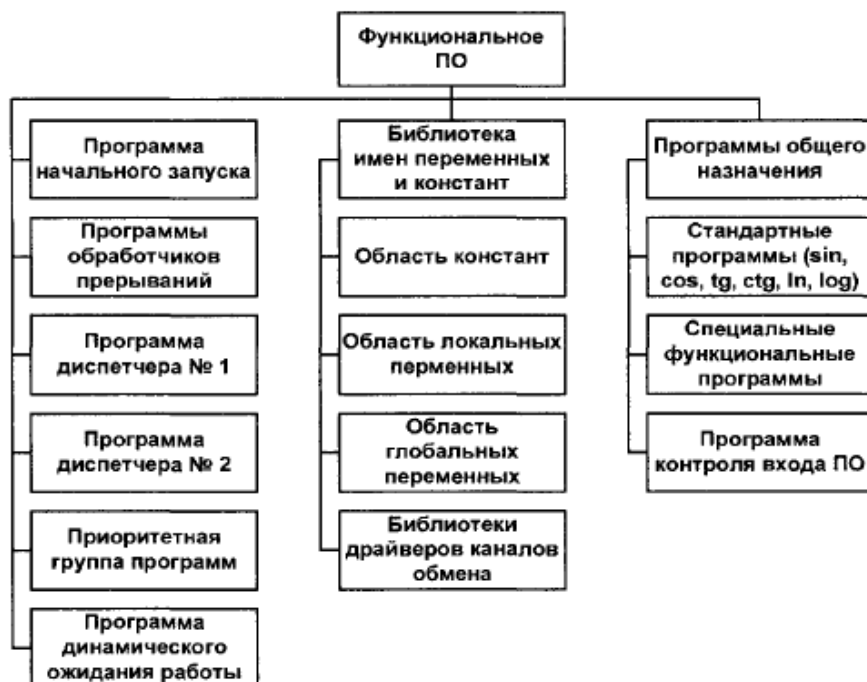 Функциональное
ПО
Программа
начального запуска
Программы
обработчиков
прерываний
Программа
диспетчера № 1
Программа
диспетчера № 2
Приоритетная
группа программ
Программа
динамического
ожидания работы
Библиотека
имен переменных
и констант
Область констант
Область локальных
перменных
Область
глобальных
переменных
Библиотеки
драйверов каналов
обмена
Программы общего
назначения
Стандартные
программы (sin,
cos, tg, ctg, ln, log)
Специальные
функциональные
программы
Программа
контроля входа ПО